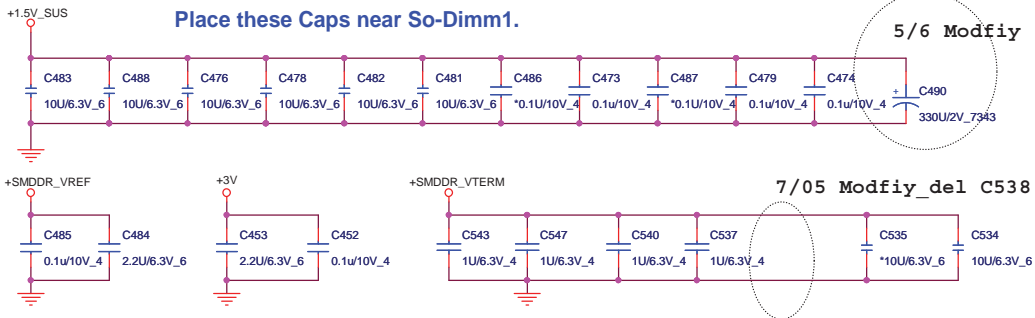 +1.5V_SUS
Place these Caps near So-Dimm1.
5/6 Modfiy
C483
10U/6.3V_6
C488
10U/6.3V_6
C476
10U/6.3V_6
C478
10U/6.3V_6
C482
10U/6.3V_6
C481
10U/6.3V_6
C486
*0.1U/10V_4
C473
0.1u/10V_4
C487
*0.1U/10V_4
C479
0.1u/10V_4
C474
0.1u/10V_4
+
C490
330U/2V_7343
+SMDDR_VREF
C485
0.1u/10V_4
C484
2.2U/6.3V_6
+3V
C453
2.2U/6.3V_6
C452
0.1u/10V_4
+SMDDR_VTERM
7/05 Modfiy_del C538
C543
1U/6.3V_4
C547
1U/6.3V_4
C540
1U/6.3V_4
C537
1U/6.3V_4
C535
*10U/6.3V_6
C534
10U/6.3V_6